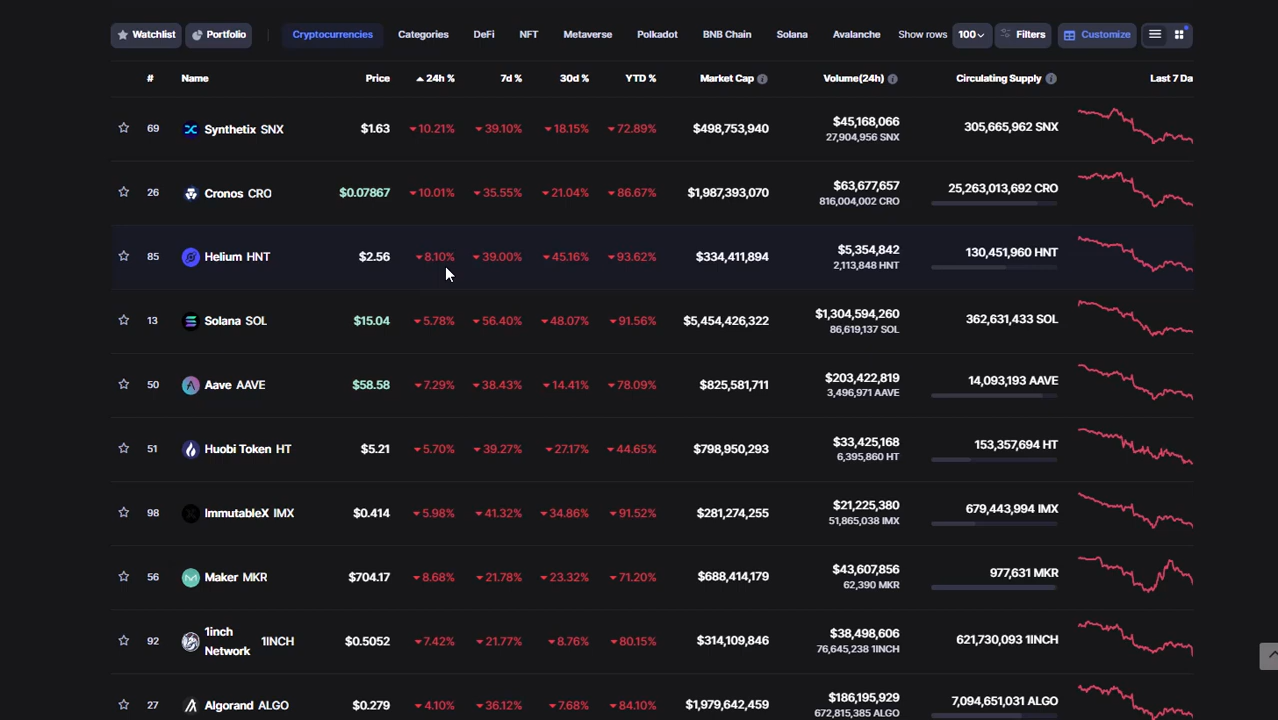 Watchlist Portfolio Cryptocurrencies Categories DeFi NFT Metaverse Polkadot BNB Chain Solana Avalanche Show rows 100 Filters Customize
# Name Price 24h % 7d % 30d % YTD % Market Cap Volume(24h) Circulating Supply Last 7 Da
69 Synthetix SNX $1.63 10.21% 39.10% 18.15% 72.89% $498,753,940 $45,168,066 305,665,962 SNX
27,904,956 SNX
26 Cronos CRO $0.07867 10.01% 35.55% 21.04% 86.67% $1,987,393,070 $63,677,657 25,263,013,692 CRO
816,004,002 CRO
85 Helium HNT $2.56 8.10% 39.00% 45.16% 93.62% $334,411,894 $5,354,842 130,451,960 HNT
2,113,848 HNT
13 Solana SOL $15.04 5.78% 56.40% 48.07% 91.56% $5,454,426,322 $1,304,594,260 362,631,433 SOL
86,619,137 SOL
50 Aave AAVE $58.58 7.29% 38.43% 14.41% 78.09% $825,581,711 $203,422,819 14,093,193 AAVE
3,496,971 AAVE
51 Huobi Token HT $5.21 5.70% 39.27% 27.17% 44.65% $798,950,293 $33,425,168 153,357,694 HT
6,395,860 HT
98 ImmutableX IMX $0.414 5.98% 41.32% 34.86% 91.52% $281,274,255 $21,225,380 679,443,994 IMX
51,865,038 IMX
56 Maker MKR $704.17 8.68% 21.78% 23.32% 71.20% $688,414,179 $43,607,856 977,631 MKR
62,390 MKR
92 1inch Network 1INCH $0.5052 7.42% 21.77% 8.76% 80.15% $314,109,846 $38,498,606 621,730,093 1INCH
76,645,238 1INCH
27 Algorand ALGO $0.279 4.10% 36.12% 7.68% 84.10% $1,979,642,459 $186,195,929 7,094,651,031 ALGO
672,815,385 ALGO